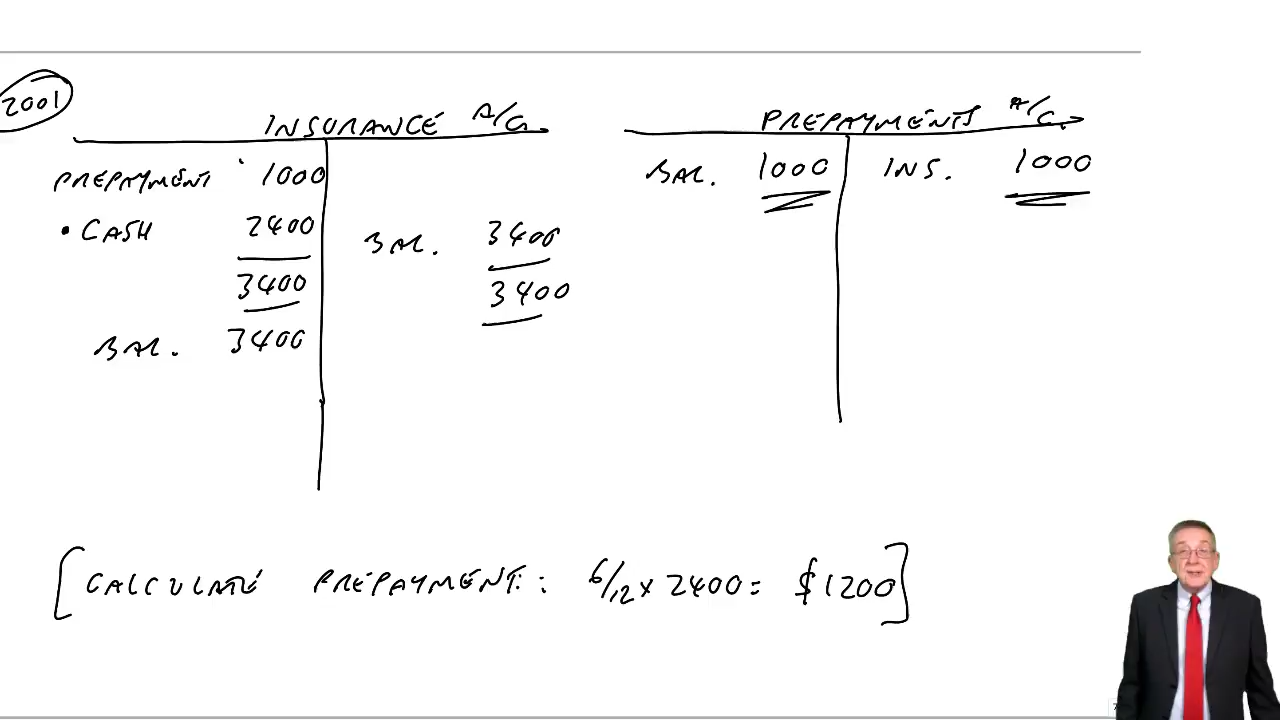 2001
INSURANCE A/C.
PREPAYMENT 1000
• CASH 2400
3400
BAL. 3400
BAL. 3400
3400
PREPAYMENTS A/C.
BAL. 1000
INS. 1000
[CALCULATE PREPAYMENT: 6/12 x 2400 = $1200]